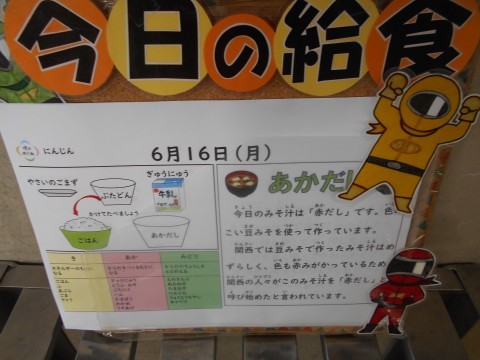 今日の給食
にんじん
6月16日(月)
やさいのごまず
ぶたどん
ぎゅうにゅう
牛乳
かけてたべましょう
ごはん
あかだし
き
あか
みどり
ごはん
あかだし
今日のみそ汁は「赤だし」です。色
こい豆みそを使って作っています。
関西では豆みそで作ったみそ汁はめ
ずらしく、色も赤みがかっているため
関西の人々がこのみそ汁を「赤だし」
呼び始めたと言われています。